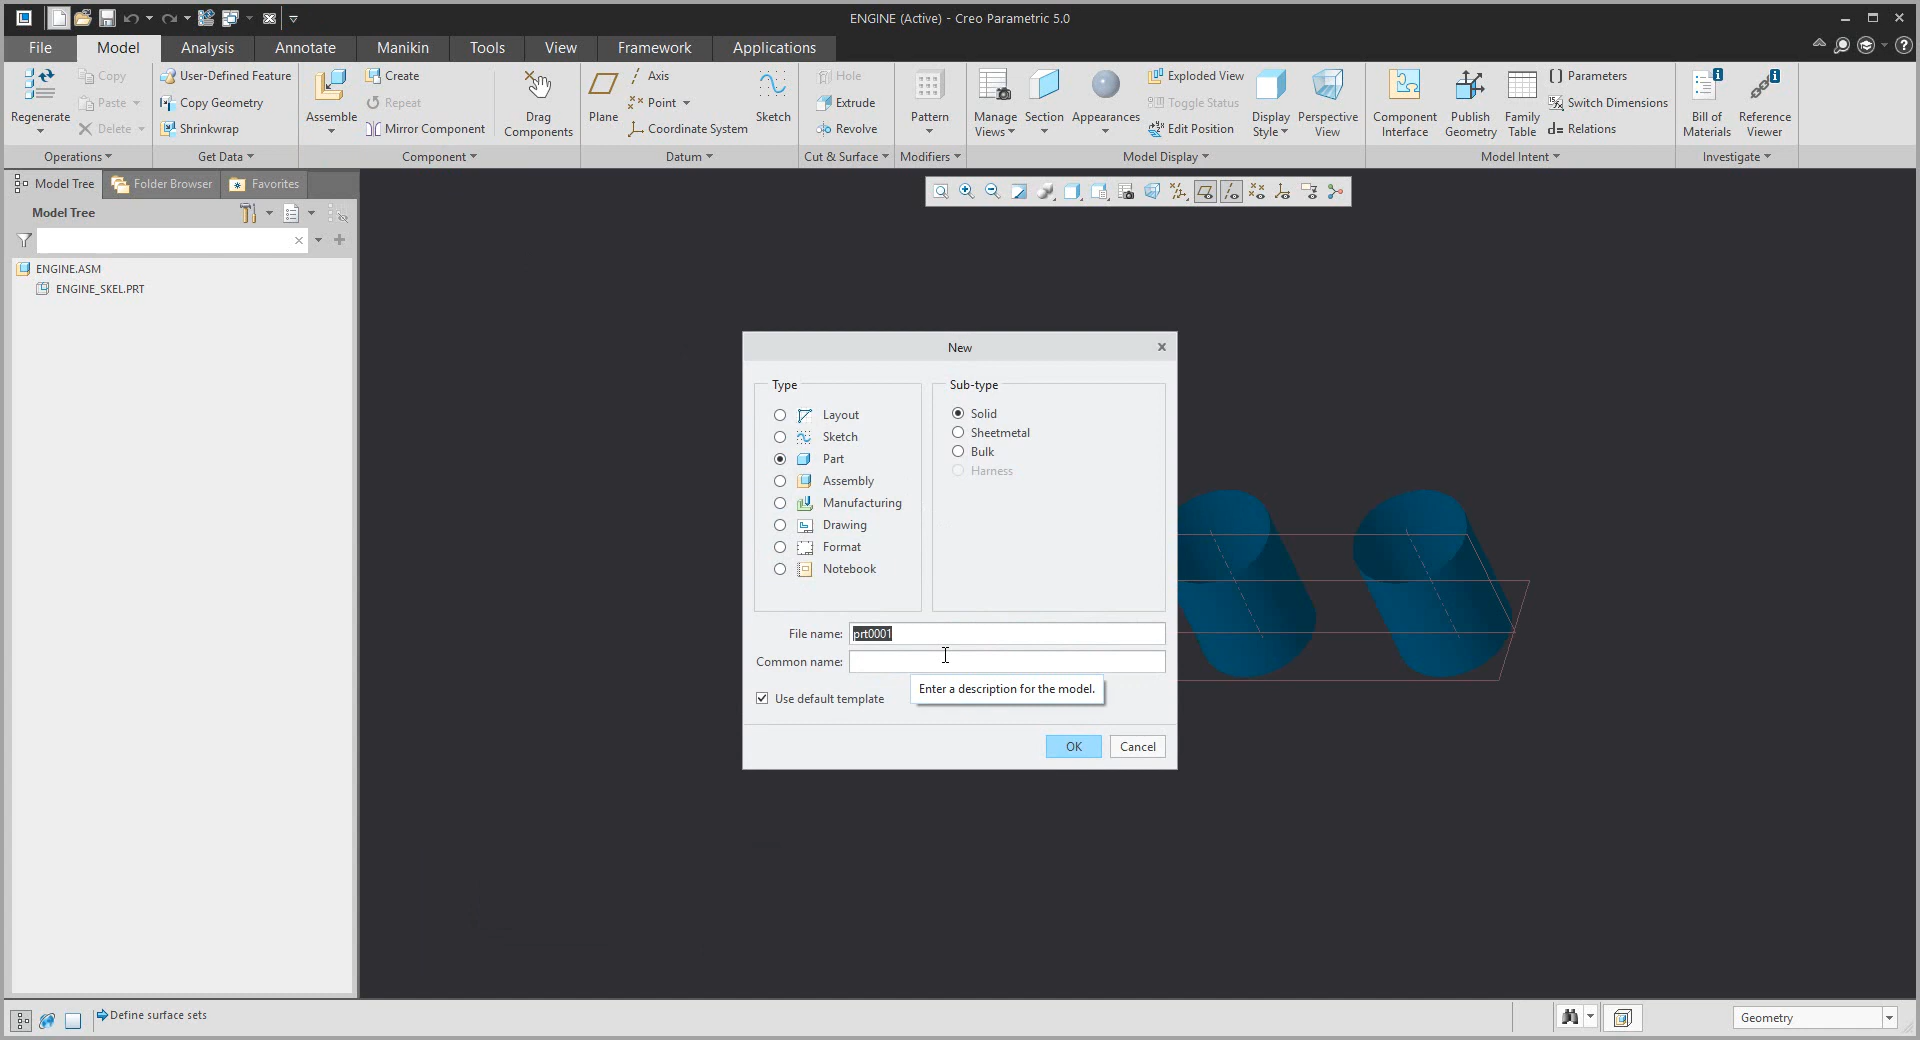 ENGINE (Active) - Creo Parametric 5.0
File Model Analysis Annotate Manikin Tools View Framework Applications
Regenerate
Copy
Paste
Delete
Operations
User-Defined Feature
Copy Geometry
Shrinkwrap
Get Data
Assemble
Create
Repeat
Mirror Component
Drag
Components
Component
Plane
Axis
Point
Coordinate System
Sketch
Datum
Hole
Extrude
Revolve
Cut & Surface
Pattern
Modifiers
Manage
Views
Section
Appearances
Exploded View
Toggle Status
Edit Position
Display
Style
Perspective
View
Model Display
Component
Interface
Publish
Geometry
Family
Table
Parameters
Switch Dimensions
Relations
Model Intent
Bill of
Materials
Reference
Viewer
Investigate
Model Tree Folder Browser Favorites
Model Tree
ENGINE.ASM
ENGINE_SKEL.PRT
New
Type
Layout
Sketch
Part
Assembly
Manufacturing
Drawing
Format
Notebook
Sub-type
Solid
Sheetmetal
Bulk
Harness
File name: prt0001
Common name:
Enter a description for the model.
Use default template
OK Cancel
Define surface sets
Geometry